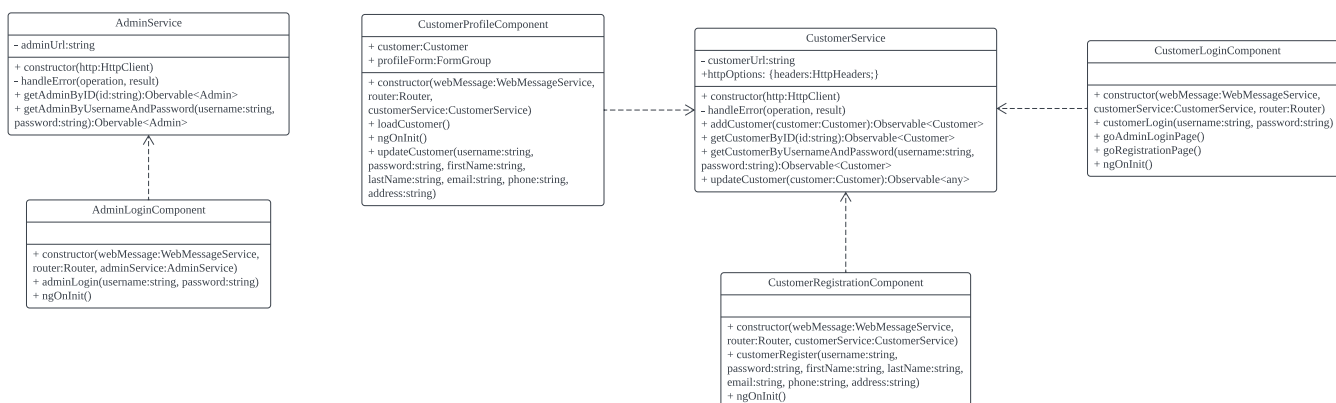 AdminService
- adminUrl:string
+ constructor(http:HttpClient)
- handleError(operation, result)
+ getAdminByID(id:string):Obervable<Admin>
+ getAdminByUsernameAndPassword(username:string,
password:string):Obervable<Admin>
AdminLoginComponent
+ constructor(webMessage:WebMessageService,
router:Router, adminService:AdminService)
+ adminLogin(username:string, password:string)
+ ngOnInit()
CustomerProfileComponent
+ customer:Customer
+ profileForm:FormGroup
+ constructor(webMessage:WebMessageService,
router:Router,
customerService:CustomerService)
+ loadCustomer()
+ ngOnInit()
+ updateCustomer(username:string,
password:string, firstName:string,
lastName:string, email:string, phone:string,
address:string)
CustomerService
- customerUrl:string
+httpOptions: {headers:HttpHeaders;}
+ constructor(http:HttpClient)
- handleError(operation, result)
+ addCustomer(customer:Customer):Observable<Customer>
+ getCustomerByID(id:string):Observable<Customer>
+ getCustomerByUsernameAndPassword(username:string,
password:string):Observable<Customer>
+ updateCustomer(customer:Customer):Observable<any>
CustomerRegistrationComponent
+ constructor(webMessage:WebMessageService,
router:Router, customerService:CustomerService)
+ customerRegister(username:string,
password:string, firstName:string, lastName:string,
email:string, phone:string, address:string)
+ ngOnInit()
CustomerLoginComponent
+ constructor(webMessage:WebMessageService,
customerService:CustomerService, router:Router)
+ customerLogin(username:string, password:string)
+ goAdminLoginPage()
+ goRegistrationPage()
+ ngOnInit()